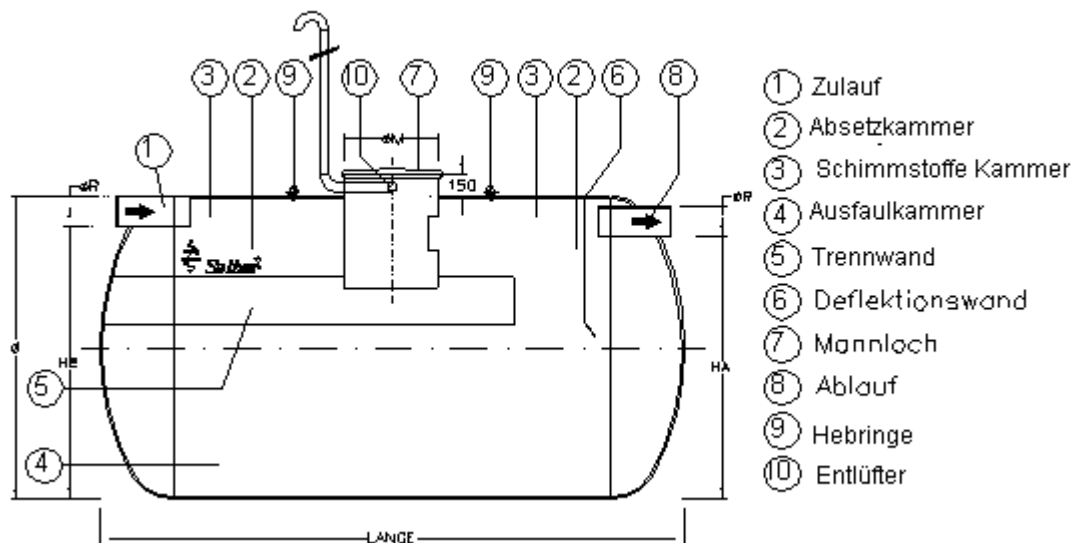 3 2 9 10 7 9 3 2 6 8
1 Zulauf
2 Absetzkammer
3 Schimmstoffe Kammer
4 Ausfaulkammer
5 Trennwand
6 Deflektionswand
7 Mannloch
8 Ablauf
9 Hebringe
10 Entlüfter
1
øM
150
øR
øR
ø
HE
HA
5
4
LANGE